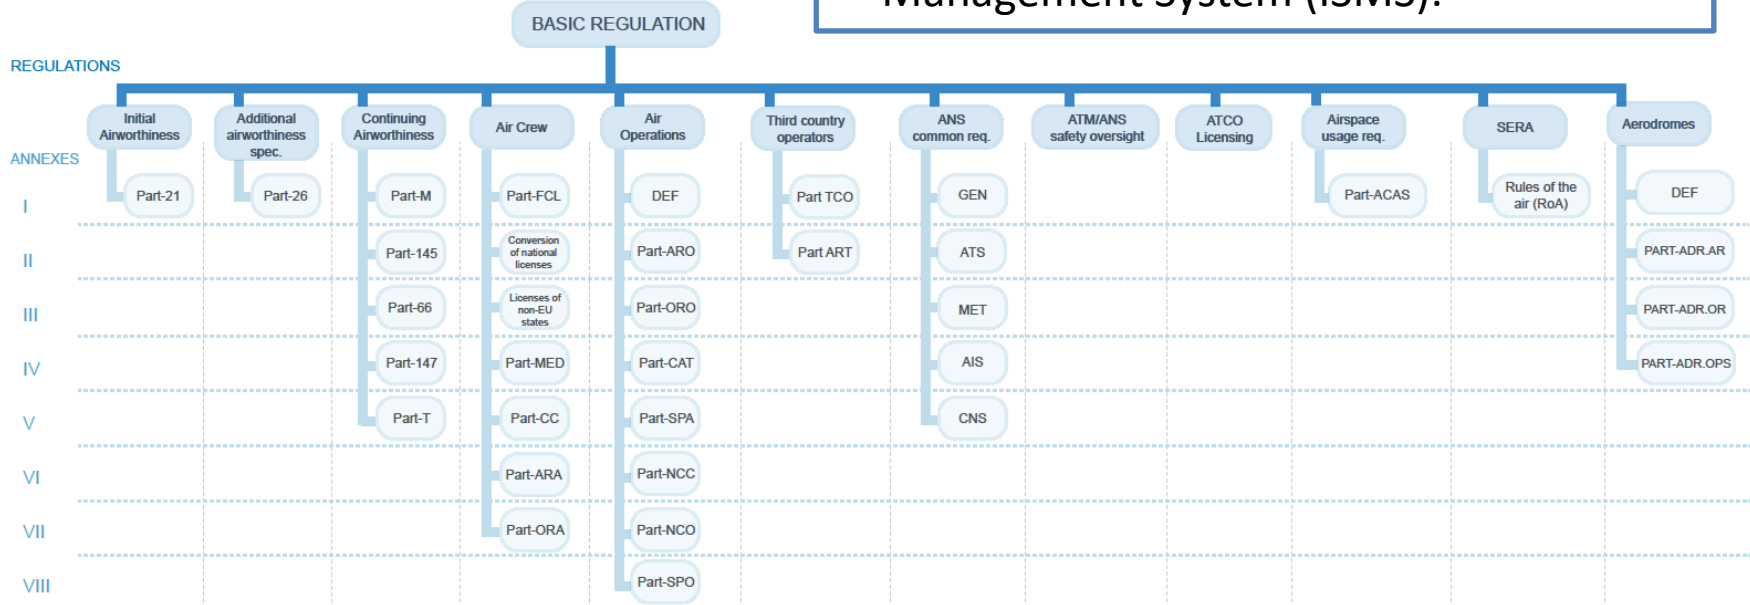 Management System (ISMS).
BASIC REGULATION
REGULATIONS
Initial
Airworthiness
Additional
airworthiness
spec.
Continuing
Airworthiness
Air Crew
Air
Operations
Third country
operators
ANS
common req.
ATM/ANS
safety oversight
ATCO
Licensing
Airspace
usage req.
SERA
Aerodromes
ANNEXES
I
Part-21
Part-26
Part-M
Part-FCL
DEF
Part TCO
GEN
Part-ACAS
Rules of the
air (RoA)
DEF
II
Part-145
Conversion
of national
licenses
Part-ARO
Part ART
ATS
PART-ADR.AR
III
Part-66
Licenses of
non-EU
states
Part-ORO
MET
PART-ADR.OR
IV
Part-147
Part-MED
Part-CAT
AIS
PART-ADR.OPS
V
Part-T
Part-CC
Part-SPA
CNS
VI
Part-ARA
Part-NCC
VII
Part-ORA
Part-NCO
VIII
Part-SPO